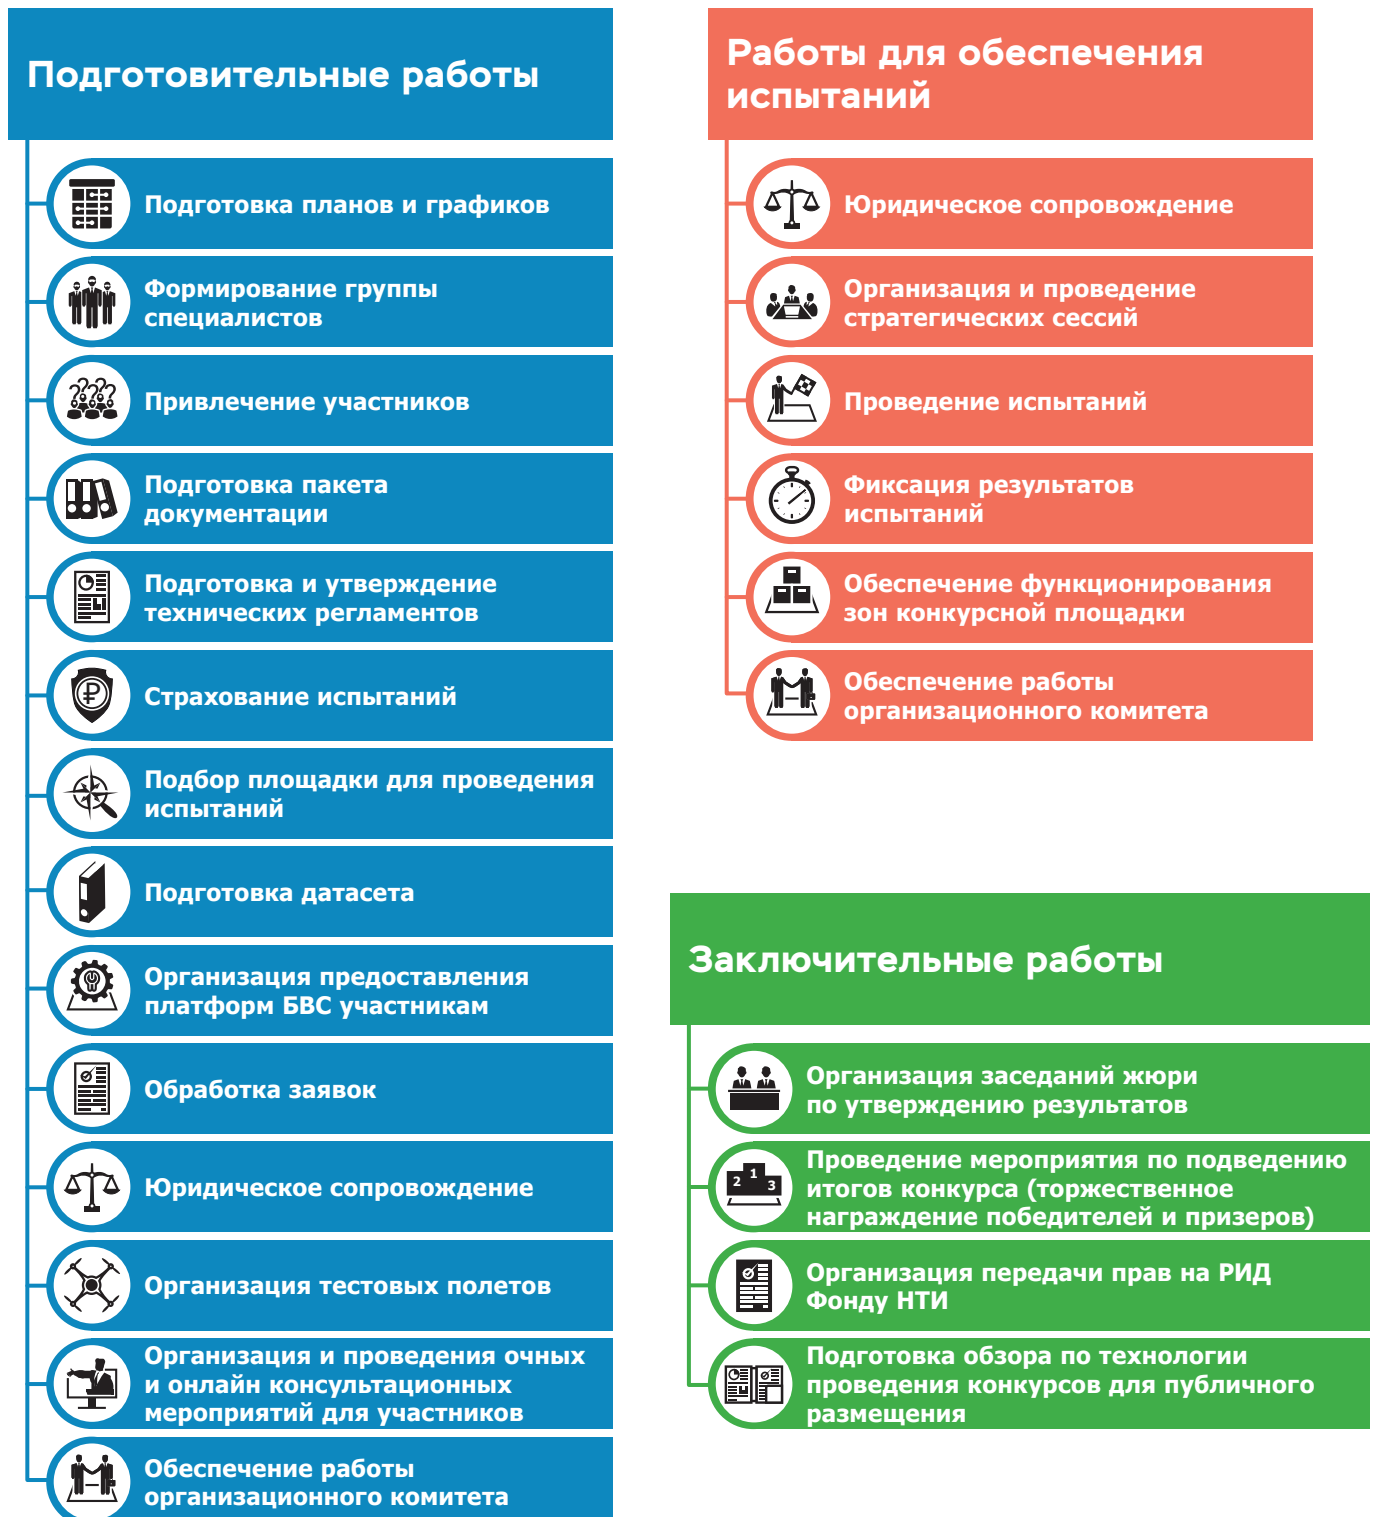 Подготовительные работы
Подготовка планов и графиков
Формирование группы
специалистов
Привлечение участников
Подготовка пакета
документации
Подготовка и утверждение
технических регламентов
Страхование испытаний
Подбор площадки для проведения
испытаний
Подготовка датасета
Организация предоставления
платформ БВС участникам
Обработка заявок
Юридическое сопровождение
Организация тестовых полетов
Организация и проведения очных
и онлайн консультационных
мероприятий для участников
Обеспечение работы
организационного комитета
Работы для обеспечения
испытаний
Юридическое сопровождение
Организация и проведение
стратегических сессий
Проведение испытаний
Фиксация результатов
испытаний
Обеспечение функционирования
зон конкурсной площадки
Обеспечение работы
организационного комитета
Заключительные работы
Организация заседаний жюри
по утверждению результатов
2 1 3
Проведение мероприятия по подведению
итогов конкурса (торжественное
награждение победителей и призеров)
Организация передачи прав на РИД
Фонду НТИ
Подготовка обзора по технологии
проведения конкурсов для публичного
размещения